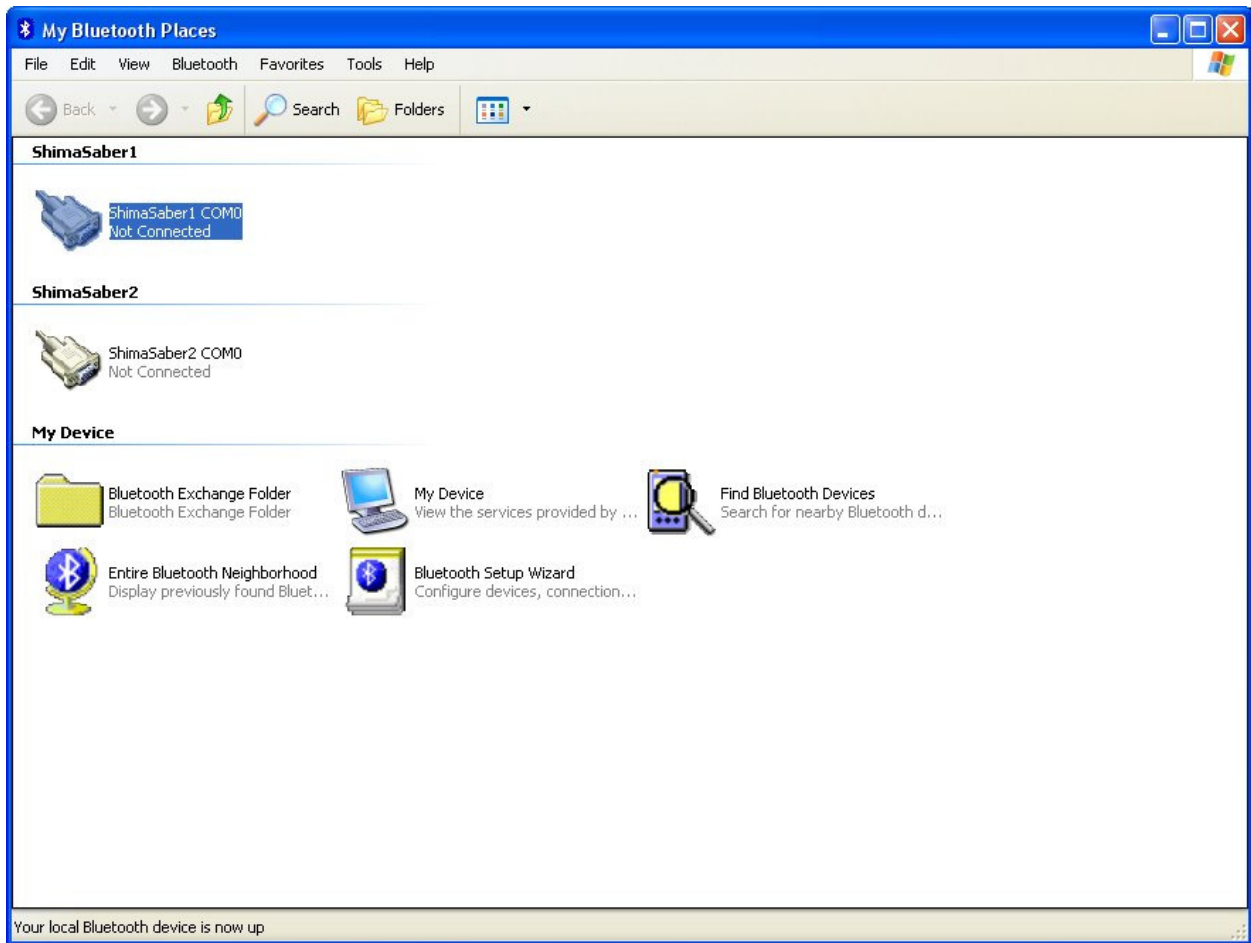 My Bluetooth Places
File Edit View Bluetooth Favorites Tools Help
Back Search Folders
ShimaSaber1
ShimaSaber1 COM0
Not Connected
ShimaSaber2
ShimaSaber2 COM0
Not Connected
My Device
Bluetooth Exchange Folder
Bluetooth Exchange Folder
My Device
View the services provided by ...
Find Bluetooth Devices
Search for nearby Bluetooth d...
Entire Bluetooth Neighborhood
Display previously found Bluet...
Bluetooth Setup Wizard
Configure devices, connection...
Your local Bluetooth device is now up